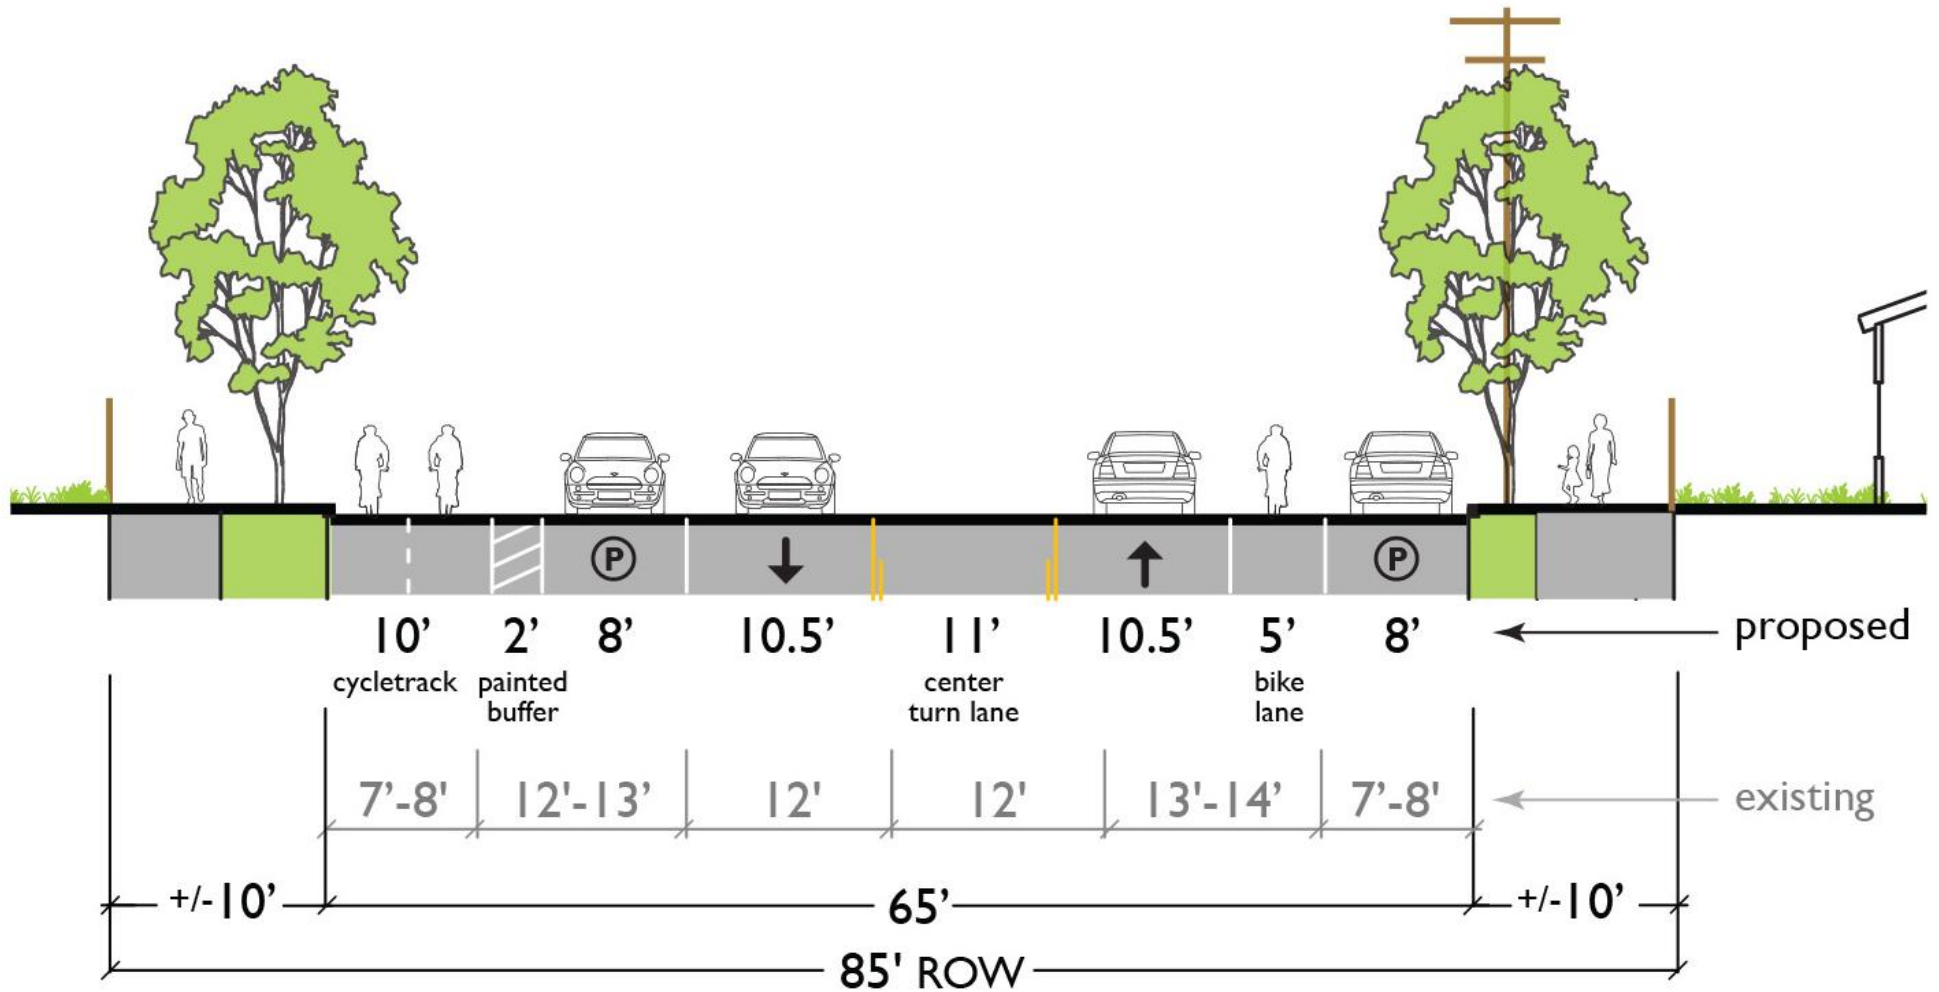 P
P
10’ 2’ 8’ 10.5’ 11’ 10.5’ 5’ 8’ proposed
cycletrack painted center bike
buffer turn lane lane
7’-8' 12'-13’ 12' 12' 13'-14’ 7’-8' existing
+/-10’ 65’ +/-10’
85' ROW